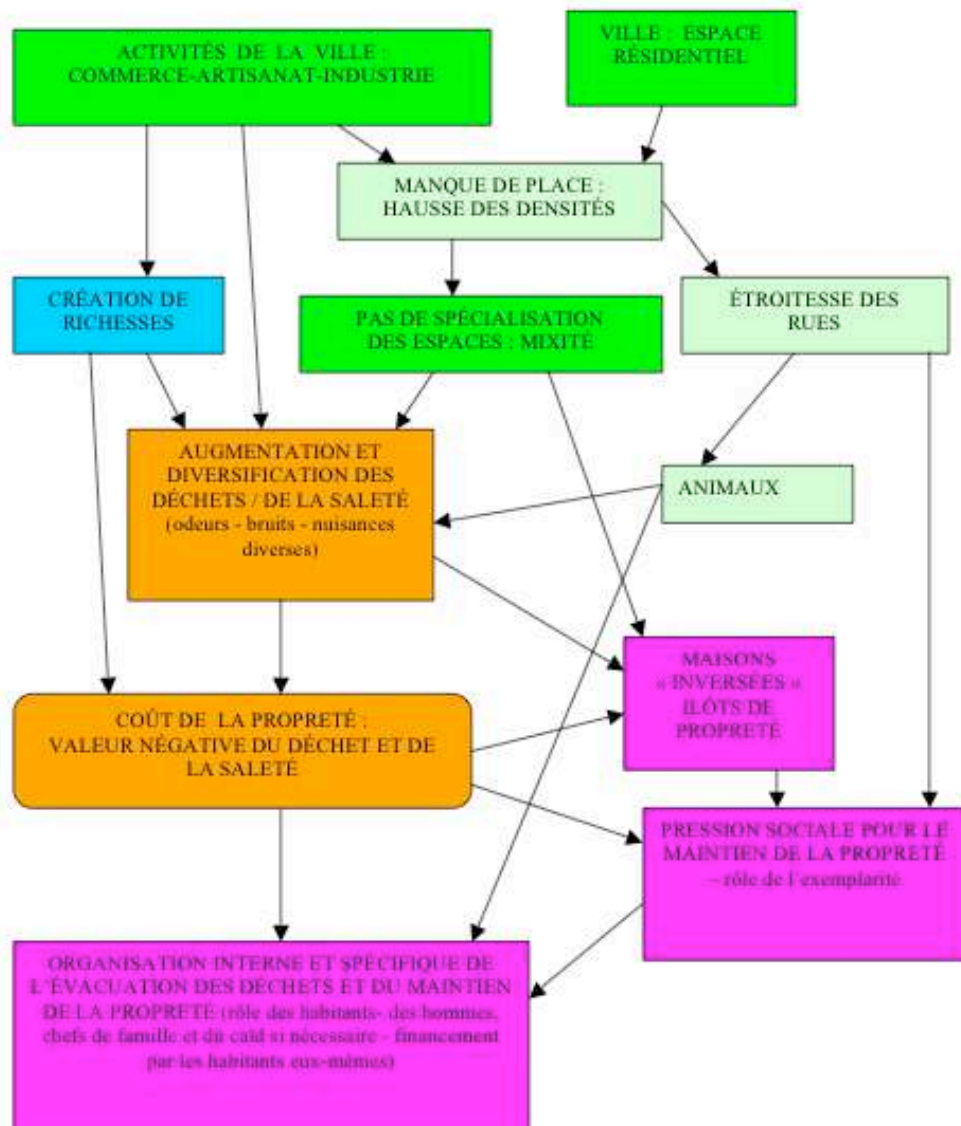 ACTIVITÉS DE LA VILLE :
COMMERCE-ARTISANAT-INDUSTRIE
VILLE : ESPACE
RÉSIDENTIEL
MANQUE DE PLACE :
HAUSSE DES DENSITÉS
CRÉATION DE
RICHESSES
PAS DE SPÉCIALISATION
DES ESPACES : MIXITÉ
ÉTROITESSE DES
RUES
AUGMENTATION ET
DIVERSIFICATION DES
DÉCHETS / DE LA SALETÉ
(odeurs - bruits - nuisances
diverses)
ANIMAUX
MAISONS
« INVERSÉES «
ILÔTS DE
PROPRETÉ
COÛT DE LA PROPRETÉ :
VALEUR NÉGATIVE DU DÉCHET ET DE
LA SALETÉ
PRESSION SOCIALE POUR LE
MAINTIEN DE LA PROPRETÉ
– rôle de l'exemplarité
ORGANISATION INTERNE ET SPÉCIFIQUE DE
L'ÉVACUATION DES DÉCHETS ET DU MAINTIEN
DE LA PROPRETÉ (rôle des habitants- des hommes,
chefs de famille et du caïd si nécessaire - financement
par les habitants eux-mêmes)